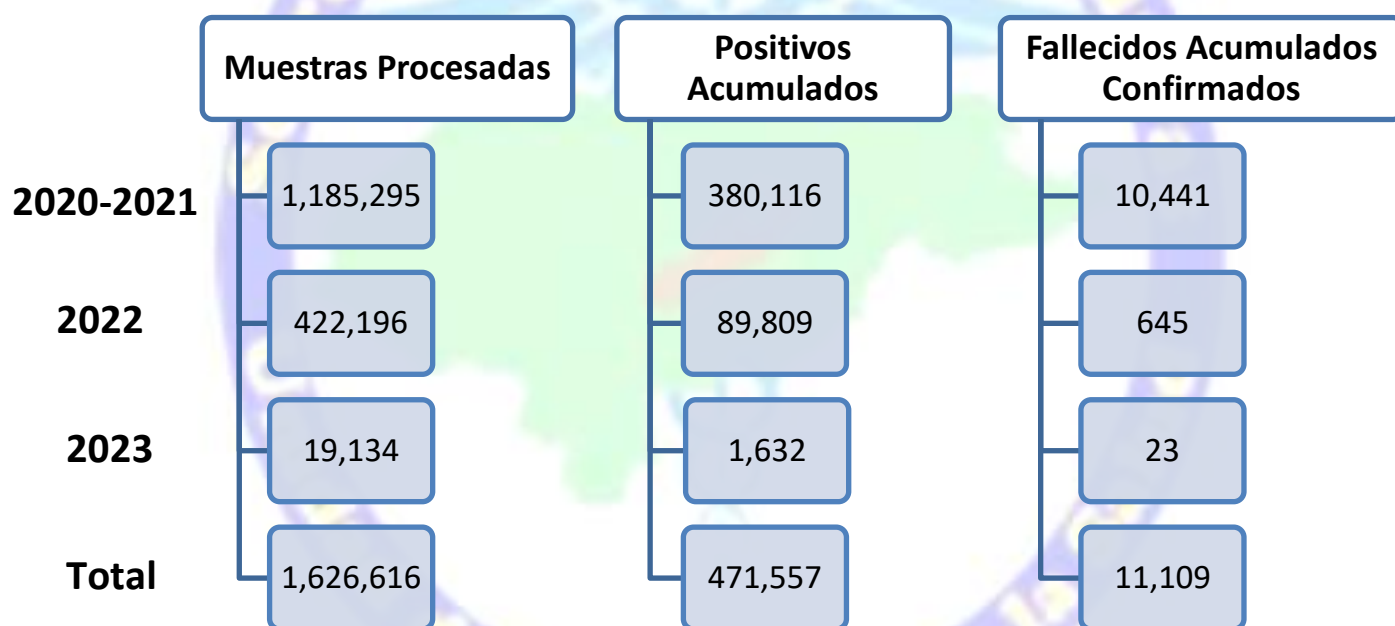 Muestras Procesadas
Positivos
Acumulados
Fallecidos Acumulados
Confirmados
2020-2021
1,185,295
380,116
10,441
2022
422,196
89,809
645
2023
19,134
1,632
23
Total
1,626,616
471,557
11,109